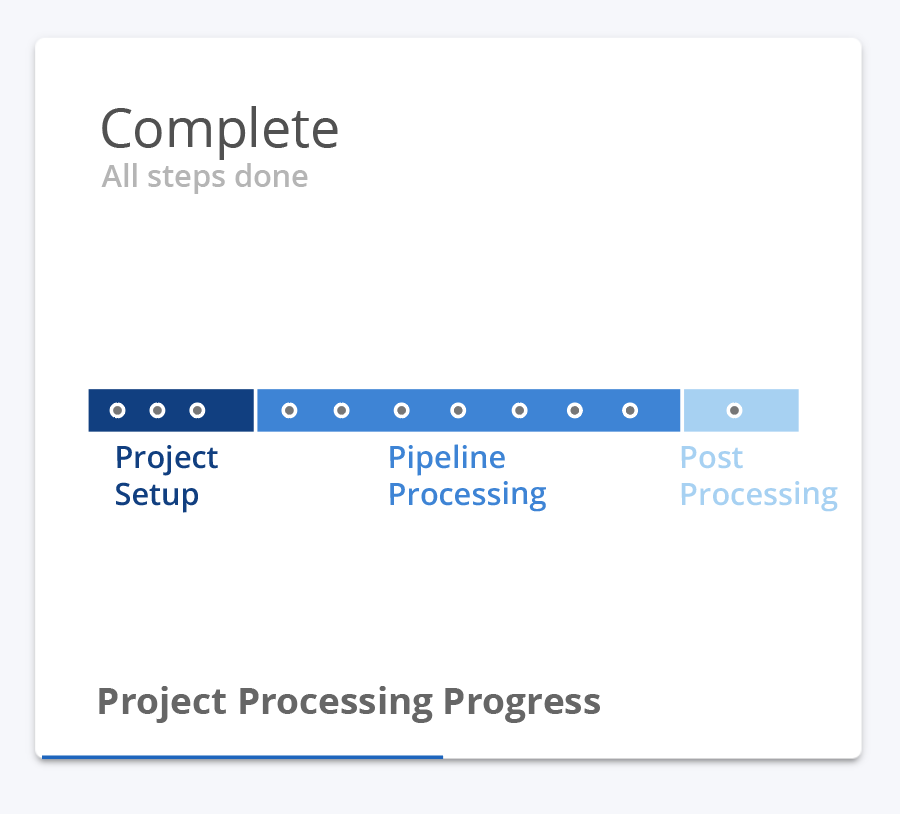 Complete
All steps done
Project
Setup
Pipeline
Processing
Post
Processing
Project Processing Progress